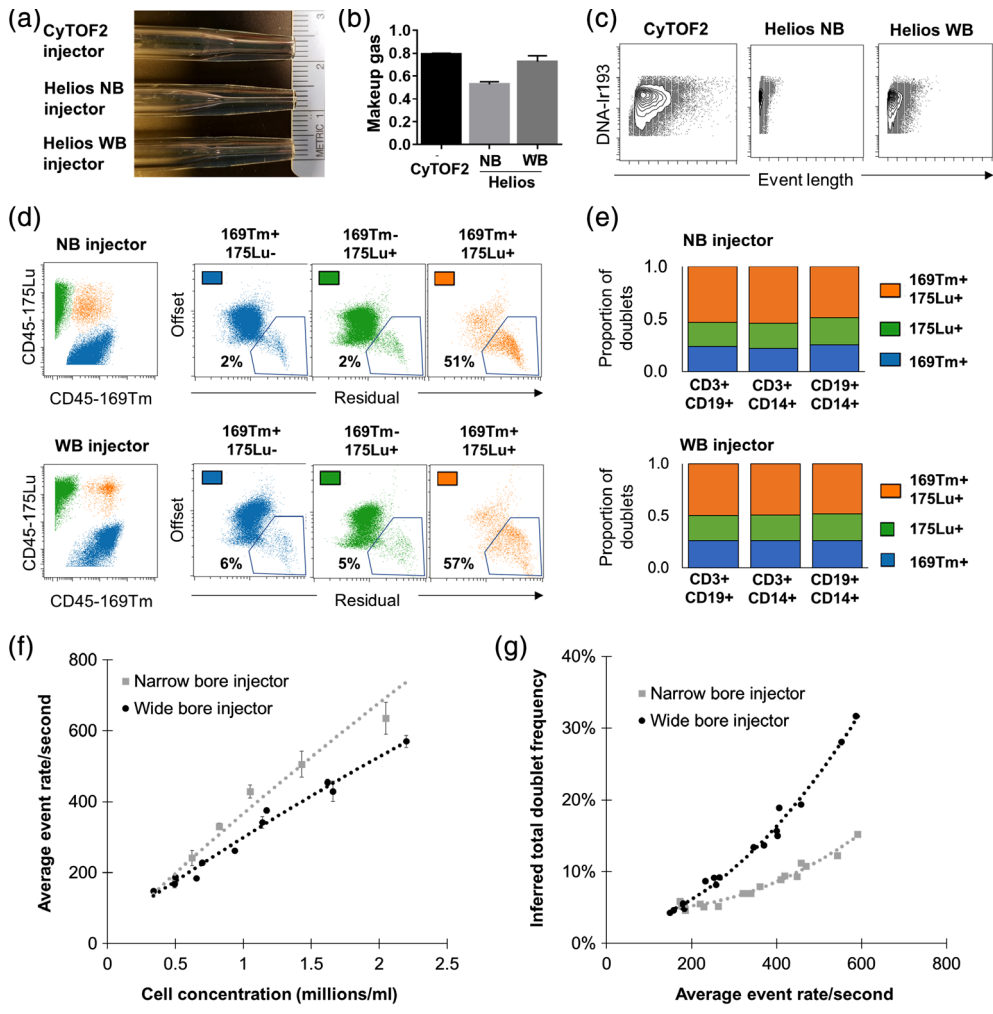 (a)
CyTOF2
injector
Helios NB
injector
Helios WB
injector
3
2
METRIC 1
(b)
Makeup gas
1.0
0.8
0.6
0.4
0.2
0.0
CyTOF2
NB
WB
Helios
(c)
CyTOF2
Helios NB
Helios WB
DNA-Ir193
Event length
(d)
NB injector
CD45-175Lu
CD45-169Tm
169Tm+
175Lu-
169Tm-
175Lu+
169Tm+
175Lu+
Offset
2%
2%
51%
Residual
WB injector
CD45-175Lu
CD45-169Tm
169Tm+
175Lu-
169Tm-
175Lu+
169Tm+
175Lu+
Offset
6%
5%
57%
Residual
(e)
NB injector
Proportion of
doublets
1.0
0.5
0.0
CD3+
CD19+
CD3+
CD14+
CD19+
CD14+
169Tm+
175Lu+
175Lu+
169Tm+
WB injector
Proportion of
doublets
1.0
0.5
0.0
CD3+
CD19+
CD3+
CD14+
CD19+
CD14+
169Tm+
175Lu+
175Lu+
169Tm+
(f)
Average event rate/second
800
600
400
200
0
Narrow bore injector
Wide bore injector
0 0.5 1 1.5 2 2.5
Cell concentration (millions/ml)
(g)
Inferred total doublet frequency
40%
30%
20%
10%
0%
Narrow bore injector
Wide bore injector
200 400 600 800
Average event rate/second